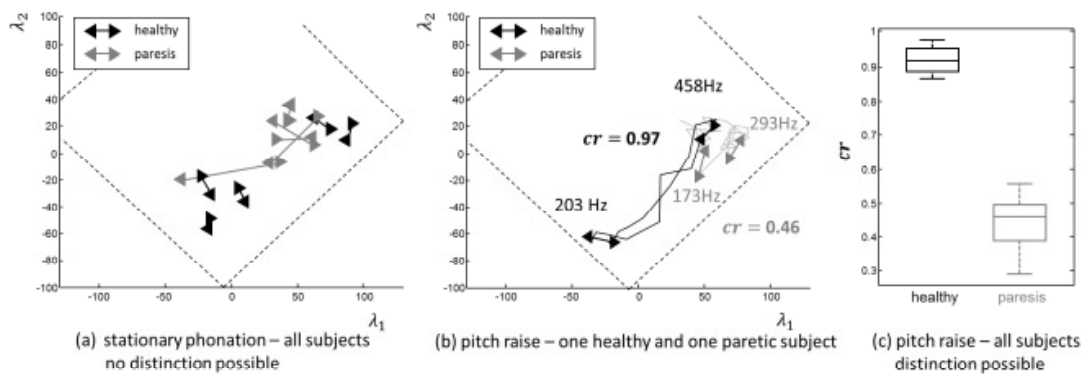 λ₂
100
80
60
40
20
0
-20
-40
-60
-80
-100
healthy
paresis
-100
-50
0
50
100
λ₁
(a) stationary phonation – all subjects
no distinction possible
λ₂
100
80
60
40
20
0
-20
-40
-60
-80
-100
healthy
paresis
458Hz
293Hz
cr = 0.97
173Hz
203 Hz
cr = 0.46
-100
-50
0
50
100
λ₁
(b) pitch raise – one healthy and one paretic subject
cr
1
0.9
0.8
0.7
0.6
0.5
0.4
0.3
healthy
paresis
(c) pitch raise – all subjects
distinction possible